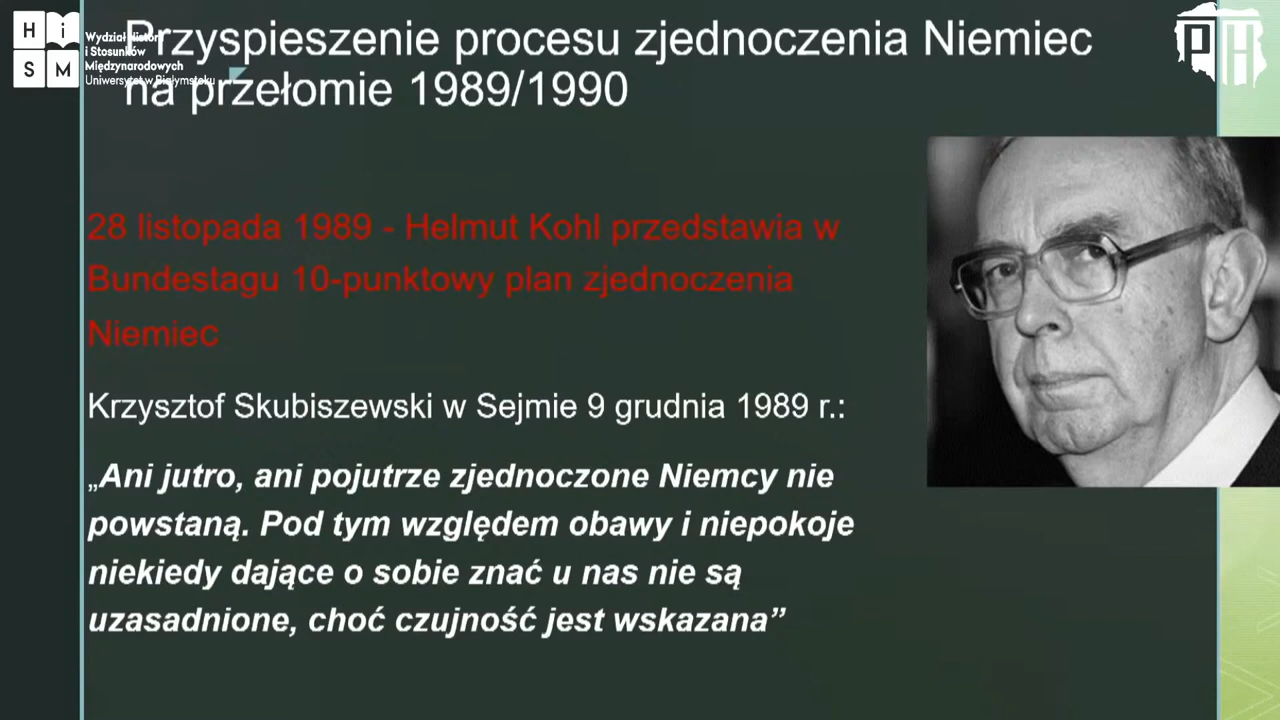 Przyspieszenie procesu zjednoczenia Niemiec
na przełomie 1989/1990
H i
S M
Wydział Historii
i Stosunków
Międzynarodowych
Uniwersytet w Białymstoku
PH
28 listopada 1989 - Helmut Kohl przedstawia w
Bundestagu 10-punktowy plan zjednoczenia
Niemiec
Krzysztof Skubiszewski w Sejmie 9 grudnia 1989 r.:
„Ani jutro, ani pojutrze zjednoczone Niemcy nie
powstaną. Pod tym względem obawy i niepokoje
niekiedy dające o sobie znać u nas nie są
uzasadnione, choć czujność jest wskazana”